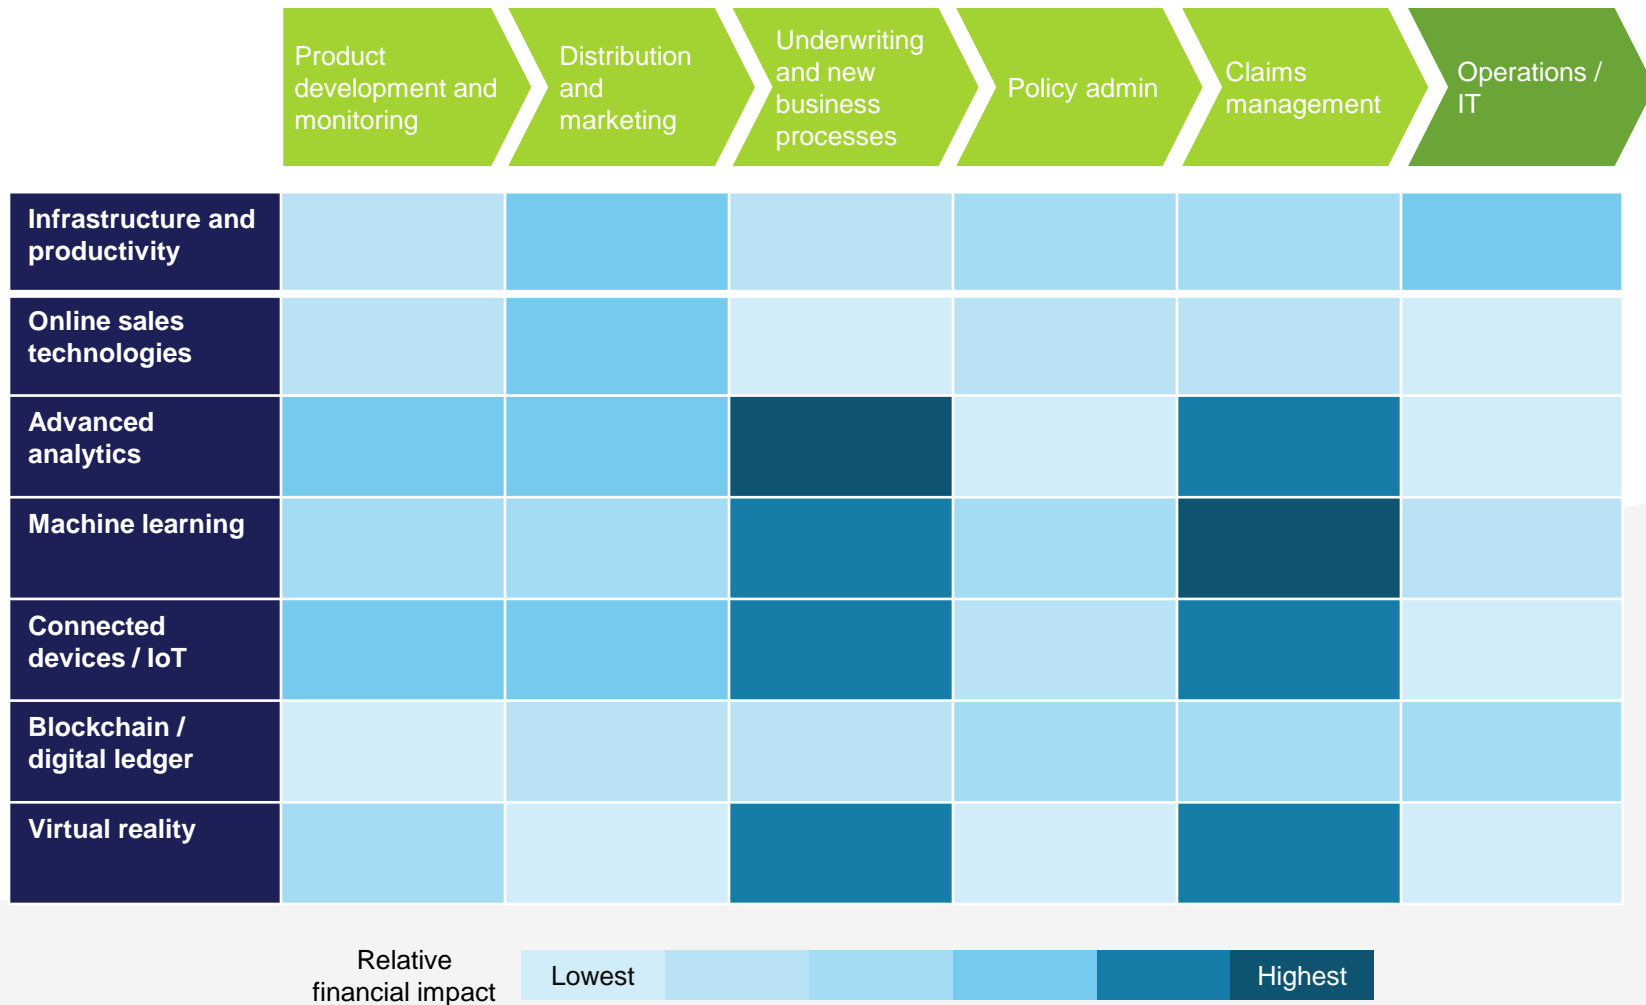 Product
development and
monitoring
Distribution
and
marketing
Underwriting
and new
business
processes
Policy admin
Claims
management
Operations /
IT
Infrastructure and
productivity
Online sales
technologies
Advanced
analytics
Machine learning
Connected
devices / IoT
Blockchain /
digital ledger
Virtual reality
Relative
financial impact
Lowest
Highest